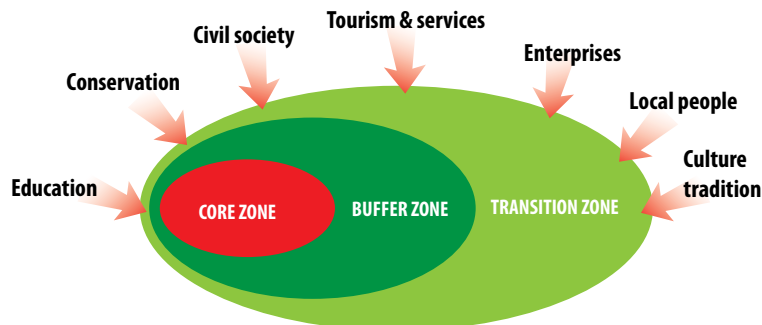 Tourism & services
Civil society
Enterprises
Conservation
Local people
Culture
tradition
Education
CORE ZONE
BUFFER ZONE
TRANSITION ZONE